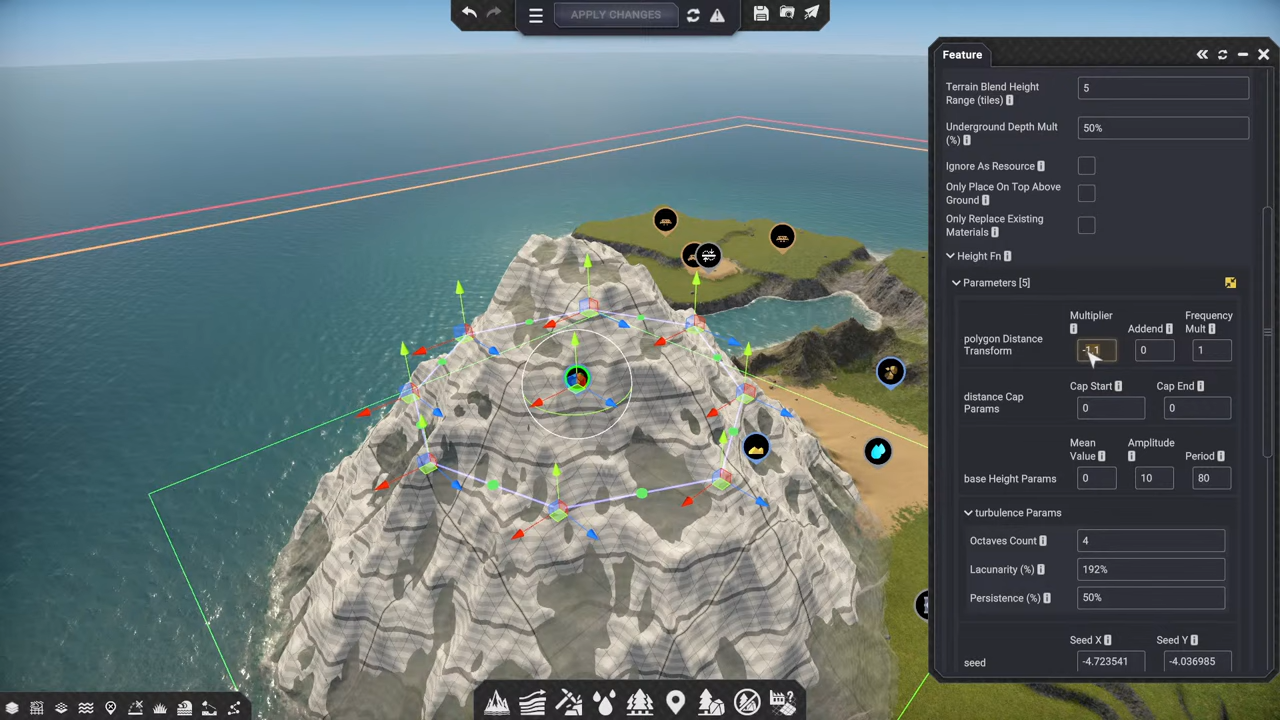 APPLY CHANGES
Feature
Terrain Blend Height
Range (tiles)
5
Underground Depth Mult
(%)
50%
Ignore As Resource
Only Place On Top Above
Ground
Only Replace Existing
Materials
Height Fn
Parameters [5]
Multiplier
Addend
Frequency
Mult
polygon Distance
Transform
0
1
Cap Start
Cap End
distance Cap
Params
0
0
Mean
Value
Amplitude
Period
base Height Params
0
10
80
turbulence Params
Octaves Count
4
Lacunarity (%)
192%
Persistence (%)
50%
Seed X
Seed Y
seed
-4.723541
-4.036985